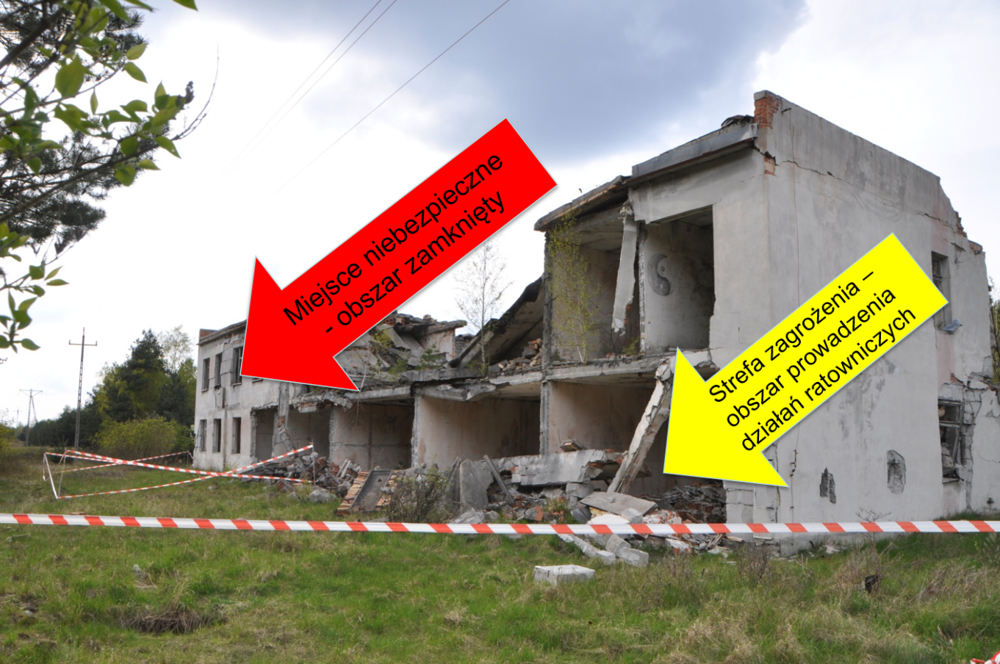 Miejsce niebezpieczne
- obszar zamknięty
Strefa zagrożenia –
obszar prowadzenia
działań ratowniczych